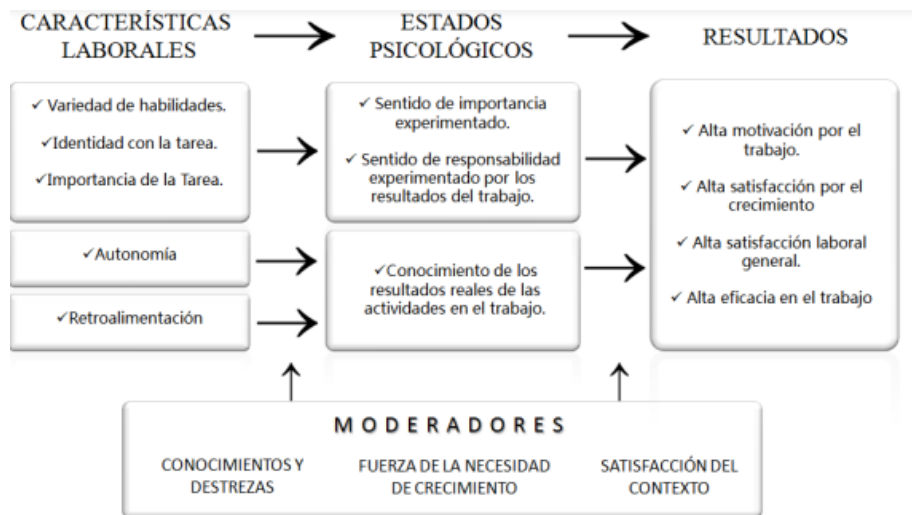 CARACTERÍSTICAS
LABORALES
ESTADOS
PSICOLÓGICOS
RESULTADOS
✓ Variedad de habilidades.
✓Identidad con la tarea.
✓Importancia de la Tarea.
✓ Sentido de importancia
experimentado.
✓ Sentido de responsabilidad
experimentado por los
resultados del trabajo.
✓ Alta motivación por el
trabajo.
✓ Alta satisfacción por el
crecimiento
✓ Alta satisfacción laboral
general.
✓ Alta eficacia en el trabajo
✓Autonomía
✓Retroalimentación
✓Conocimiento de los
resultados reales de las
actividades en el trabajo.
MODERADORES
CONOCIMIENTOS Y
DESTREZAS
FUERZA DE LA NECESIDAD
DE CRECIMIENTO
SATISFACCIÓN DEL
CONTEXTO